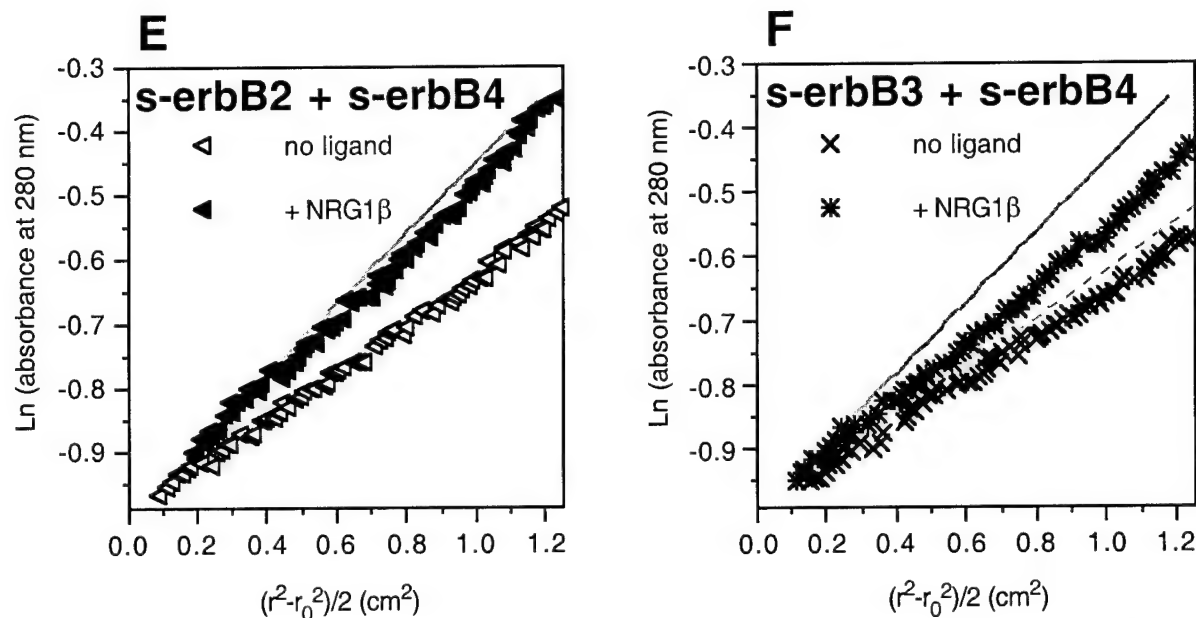 E
s-erbB2 + s-erbB4
no ligand
+ NRG1β
Ln (absorbance at 280 nm)
-0.3
-0.4
-0.5
-0.6
-0.7
-0.8
-0.9
0.0 0.2 0.4 0.6 0.8 1.0 1.2
(r²-r₀²)/2 (cm²)
F
s-erbB3 + s-erbB4
no ligand
+ NRG1β
Ln (absorbance at 280 nm)
-0.3
-0.4
-0.5
-0.6
-0.7
-0.8
-0.9
0.0 0.2 0.4 0.6 0.8 1.0 1.2
(r²-r₀²)/2 (cm²)